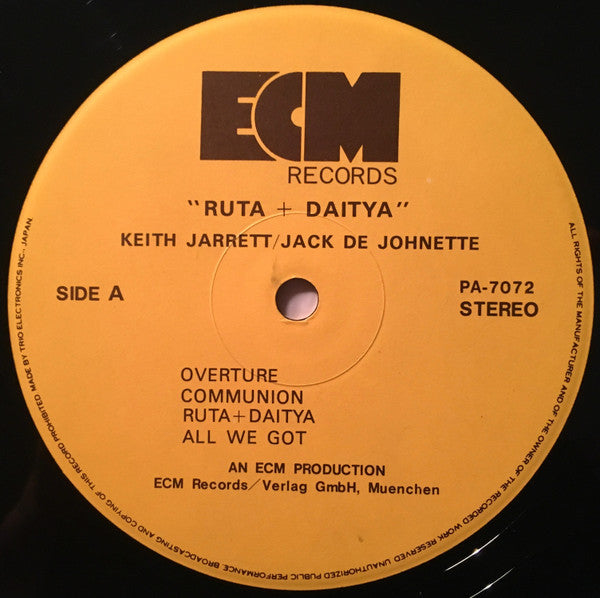 ECM
RECORDS
"RUTA + DAITYA"
KEITH JARRETT/JACK DE JOHNETTE
SIDE A
PA-7072
STEREO
OVERTURE
COMMUNION
RUTA+DAITYA
ALL WE GOT
AN ECM PRODUCTION
ECM Records/Verlag GmbH, Muenchen
ALL RIGHTS OF THE MANUFACTURER AND OF THE OWNER OF THE RECORDED WORK RESERVED UNAUTHORIZED PUBLIC PERFORMANCE BROADCASTING AND COPYING OF THIS RECORD PROHIBITED MADE BY TRIO ELECTRONICS INC., JAPAN.